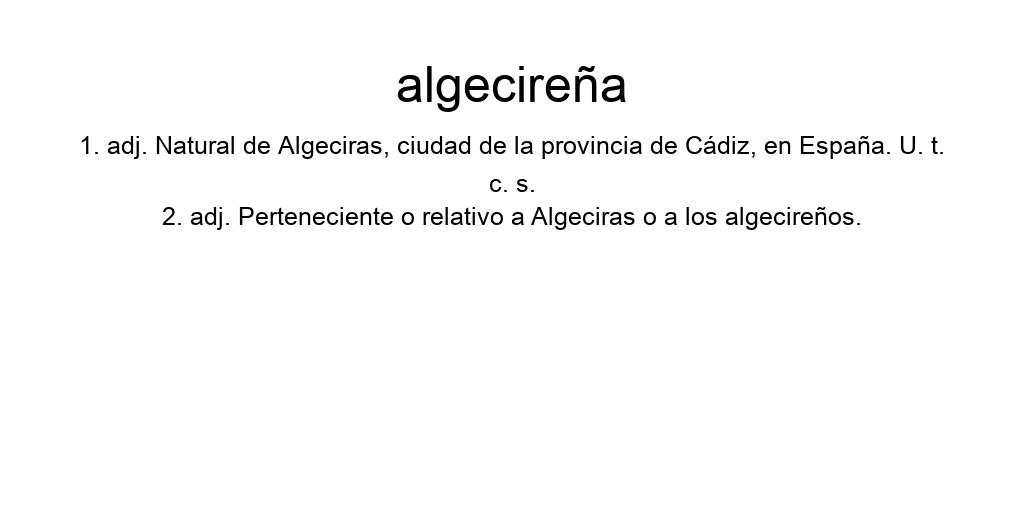 algecireña
1. adj. Natural de Algeciras, ciudad de la provincia de Cádiz, en España. U. t.
c. s.
2. adj. Perteneciente o relativo a Algeciras o a los algecireños.